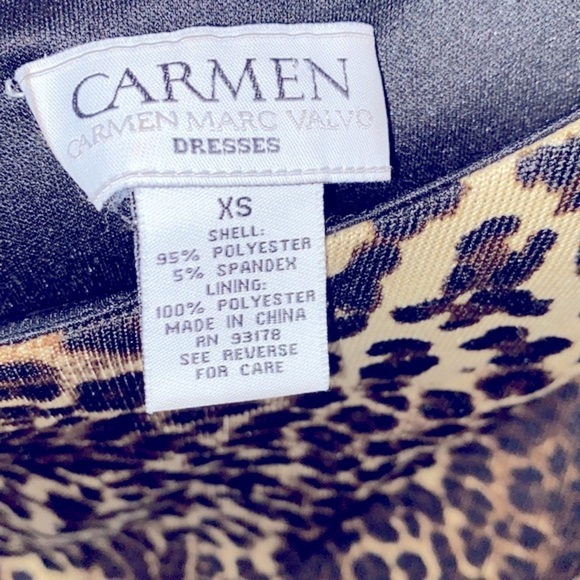 CARMEN
CARMEN MARC VALVO
DRESSES
XS
SHELL:
95% POLYESTER
5% SPANDEX
LINING:
100% POLYESTER
MADE IN CHINA
RN 93178
SEE REVERSE
FOR CARE